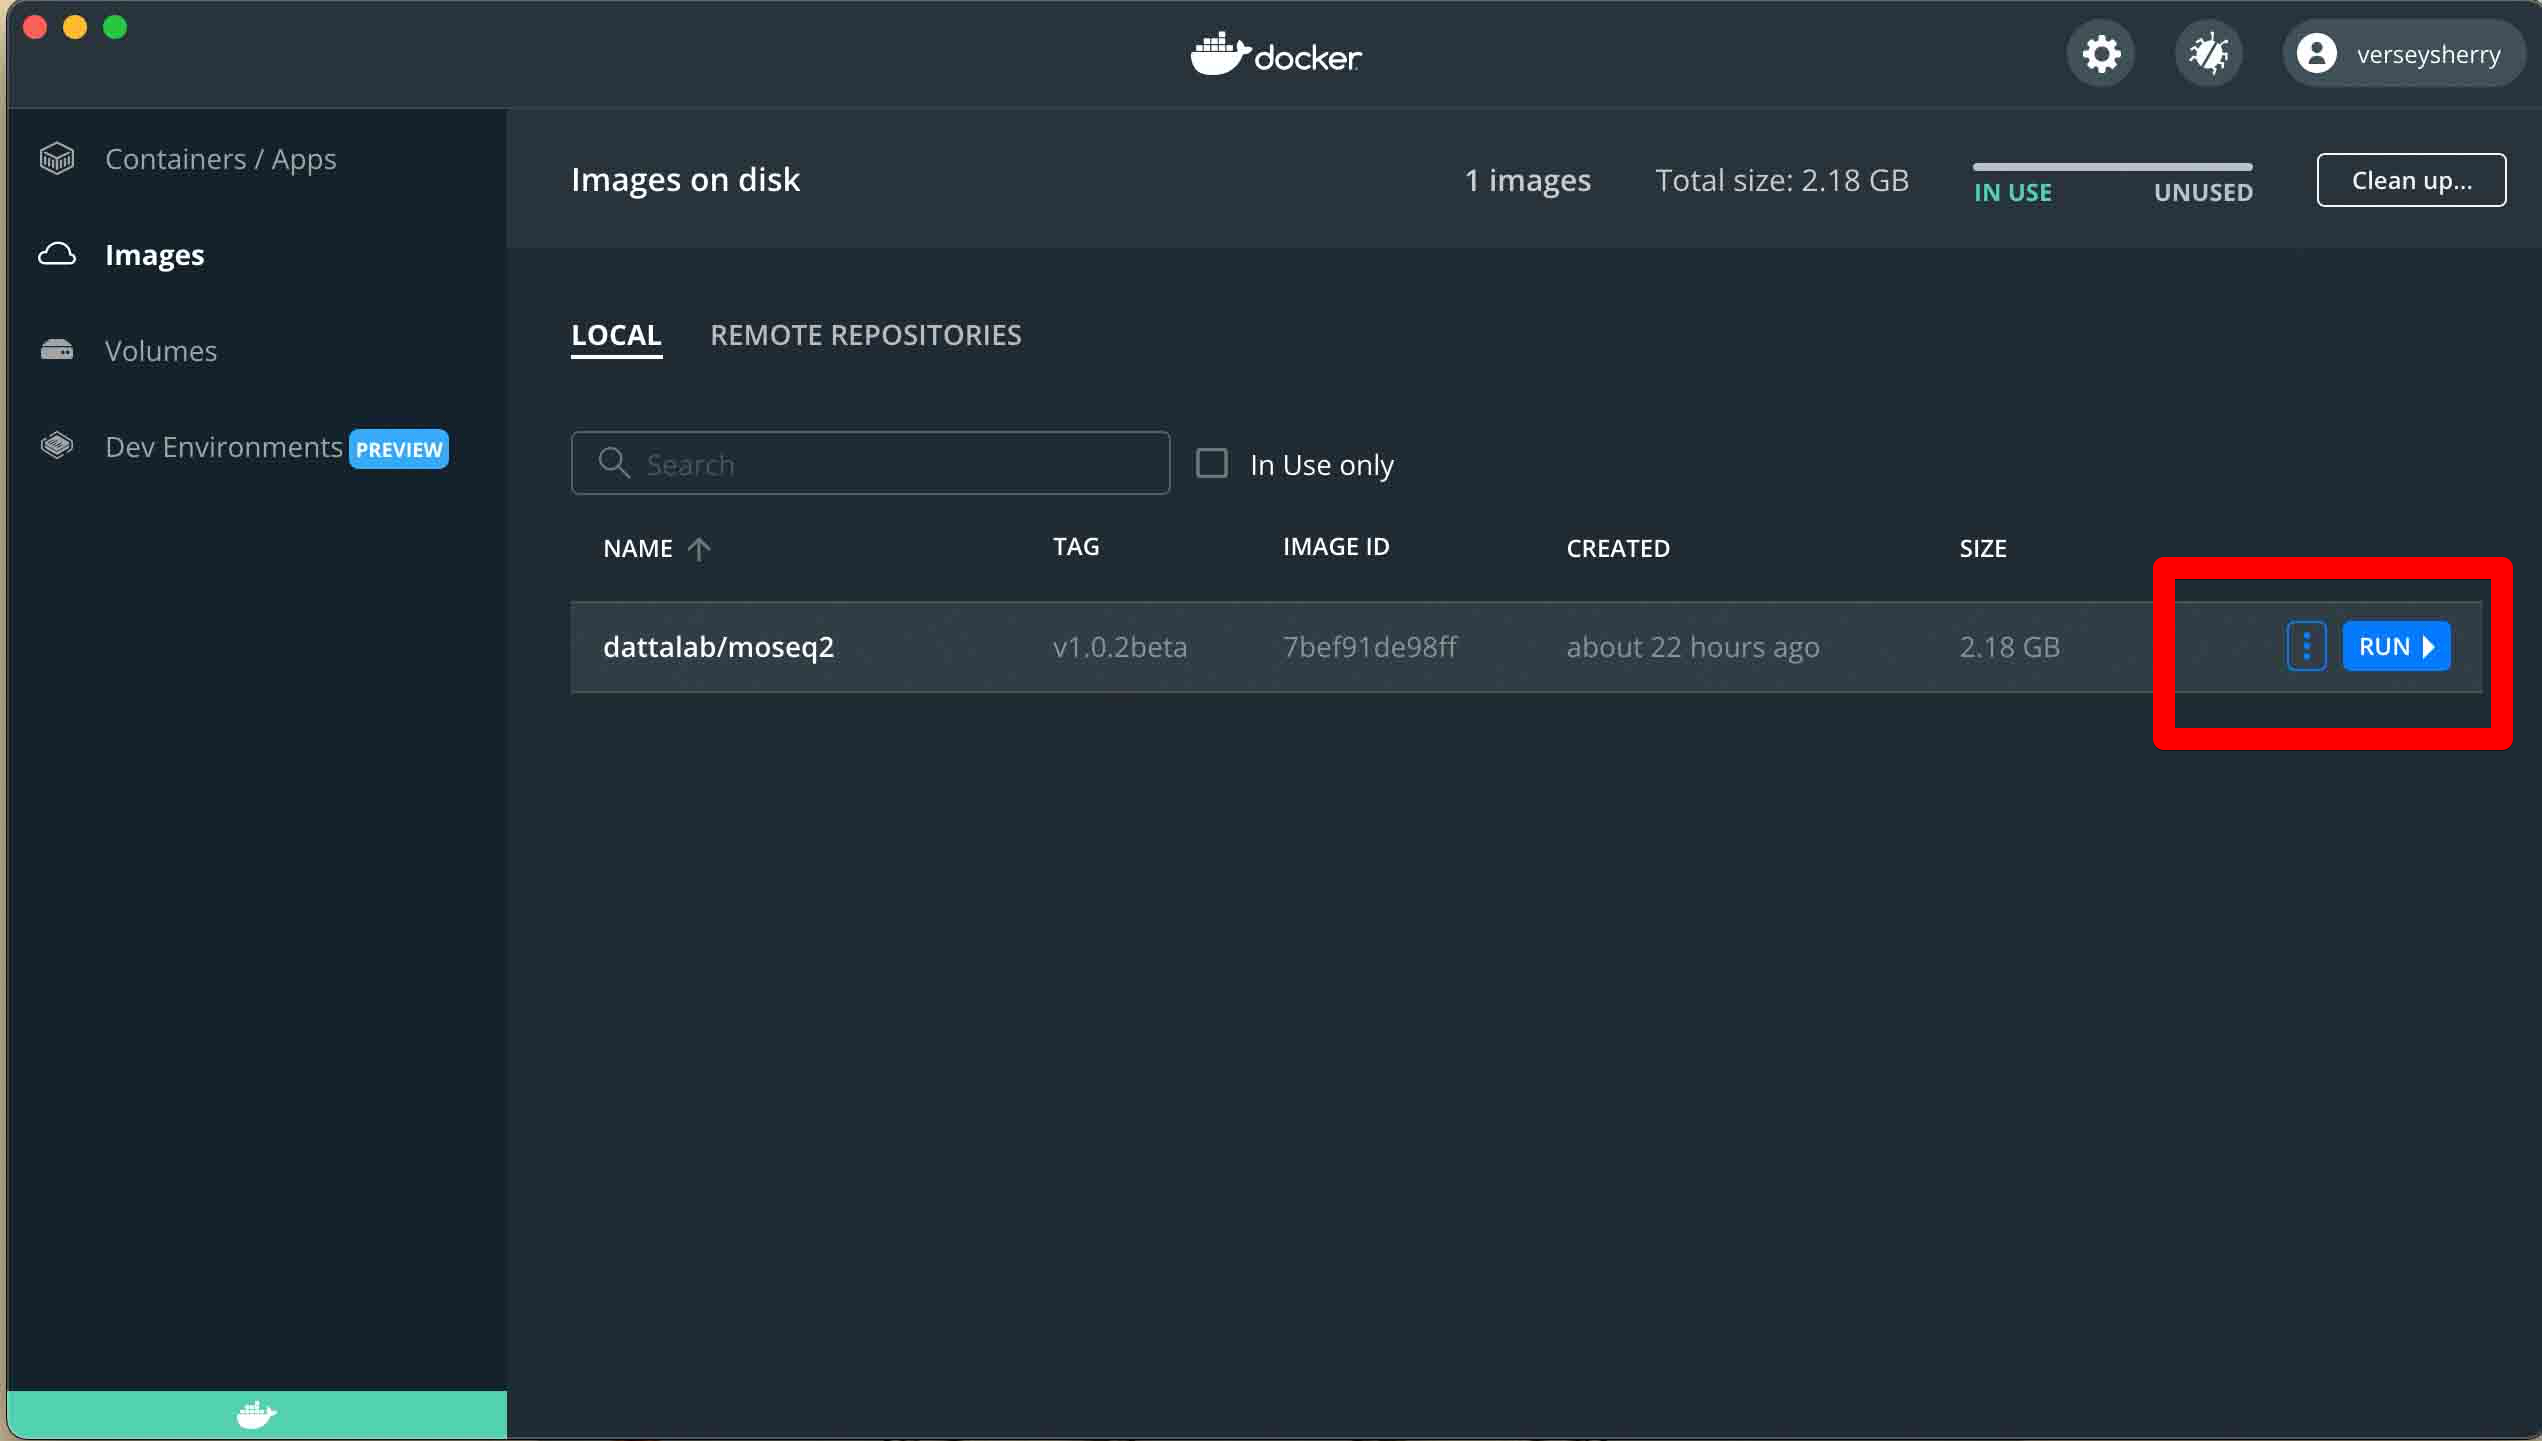 docker
verseysherry
Containers / Apps
Images
Volumes
Dev Environments PREVIEW
Images on disk
1 images
Total size: 2.18 GB
IN USE
UNUSED
Clean up...
LOCAL
REMOTE REPOSITORIES
Search
In Use only
NAME TAG IMAGE ID CREATED SIZE
dattalab/moseq2 v1.0.2beta 7bef91de98ff about 22 hours ago 2.18 GB RUN